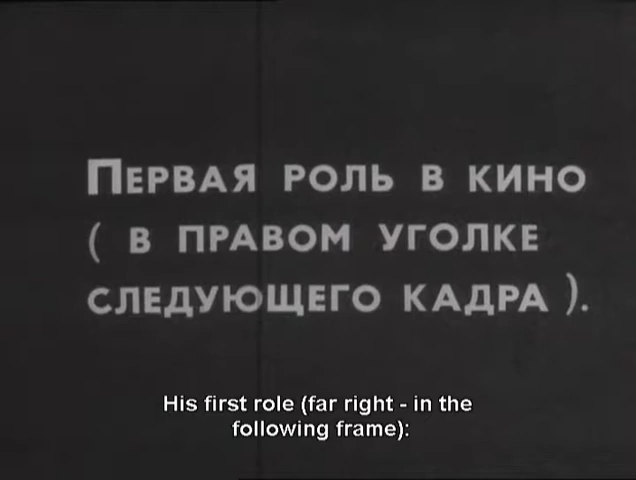 ПЕРВАЯ РОЛЬ В КИНО
( В ПРАВОМ УГОЛКЕ
СЛЕДУЮЩЕГО КАДРА ).
His first role (far right - in the
following frame):